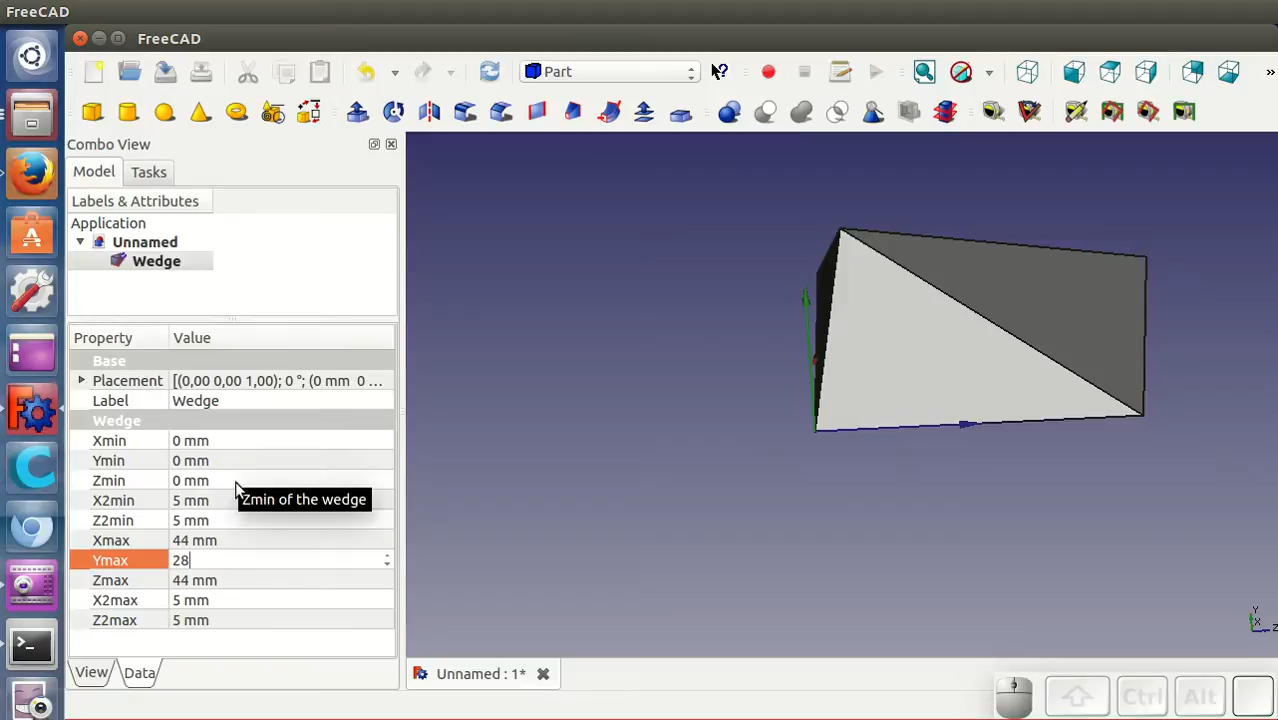 FreeCAD
FreeCAD
Part
»
Combo View
Model
Tasks
Labels & Attributes
Application
Unnamed
Wedge
Property Value
Base
Placement [(0,00 0,00 1,00); 0 °; (0 mm 0 ...
Label Wedge
Wedge
Xmin 0 mm
Ymin 0 mm
Zmin 0 mm
Zmin of the wedge
X2min 5 mm
Z2min 5 mm
Xmax 44 mm
Ymax 28
Zmax 44 mm
X2max 5 mm
Z2max 5 mm
View
Data
Unnamed : 1*
Y
X
Z
Ctrl
Alt